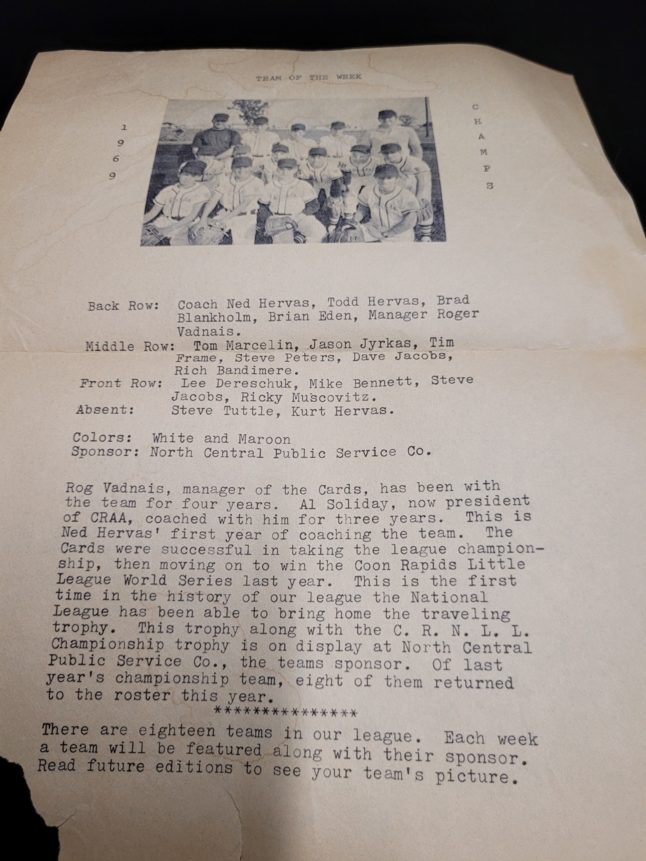 TEAM OF THE WEEK
1969
CHAMPS
Back Row: Coach Ned Hervas, Todd Hervas, Brad
Blankholm, Brian Eden, Manager Roger
Vadnais.
Middle Row: Tom Marcelin, Jason Jyrkas, Tim
Frame, Steve Peters, Dave Jacobs,
Rich Bandimere.
Front Row: Lee Dereschuk, Mike Bennett, Steve
Jacobs, Ricky Muscovitz.
Absent: Steve Tuttle, Kurt Hervas.
Colors: White and Maroon
Sponsor: North Central Public Service Co.
Rog Vadnais, manager of the Cards, has been with
the team for four years. Al Soliday, now president
of CRAA, coached with him for three years. This is
Ned Hervas' first year of coaching the team. The
Cards were successful in taking the league champion-
ship, then moving on to win the Coon Rapids Little
League World Series last year. This is the first
time in the history of our league the National
League has been able to bring home the traveling
trophy. This trophy along with the C. R. N. L. L.
Championship trophy is on display at North Central
Public Service Co., the teams sponsor. Of last
year's championship team, eight of them returned
to the roster this year.
***************
There are eighteen teams in our league. Each week
a team will be featured along with their sponsor.
Read future editions to see your team's picture.